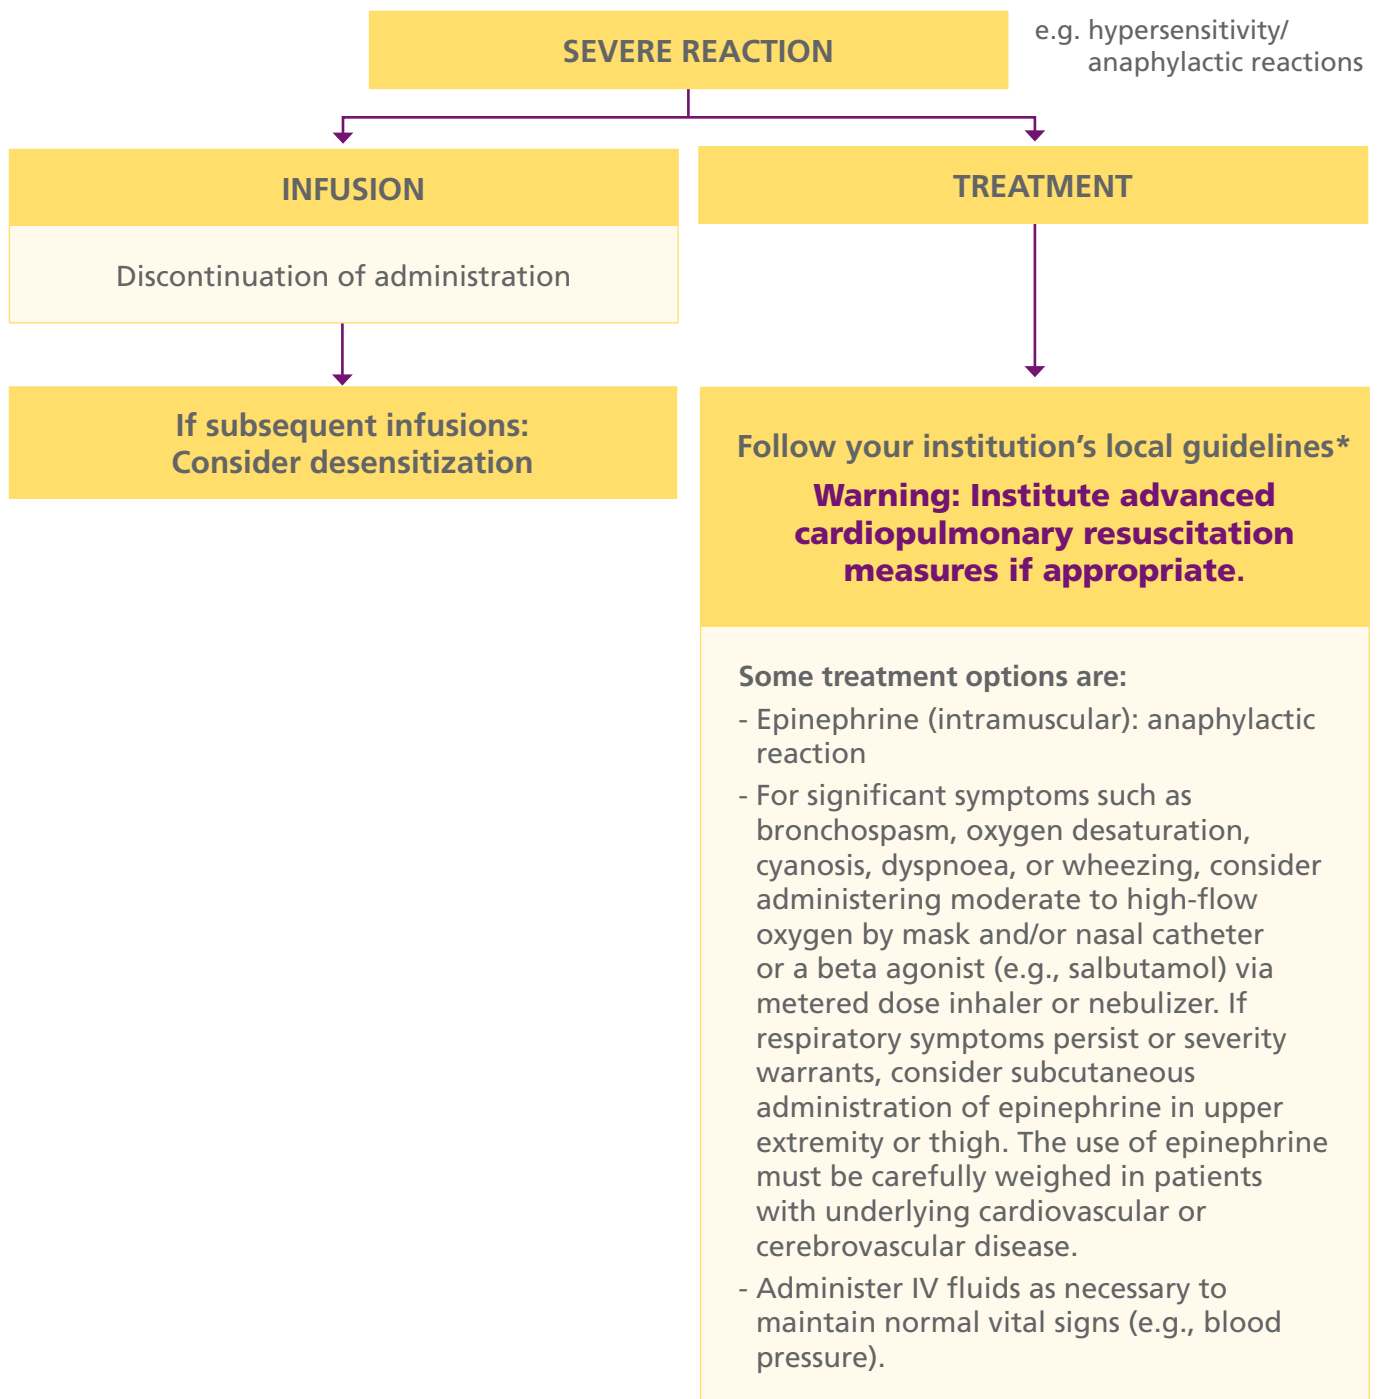 SEVERE REACTION
e.g. hypersensitivity/
anaphylactic reactions
INFUSION
Discontinuation of administration
If subsequent infusions:
Consider desensitization
TREATMENT
Follow your institution’s local guidelines*
Warning: Institute advanced
cardiopulmonary resuscitation
measures if appropriate.
Some treatment options are:
- Epinephrine (intramuscular): anaphylactic
reaction
- For significant symptoms such as
bronchospasm, oxygen desaturation,
cyanosis, dyspnoea, or wheezing, consider
administering moderate to high-flow
oxygen by mask and/or nasal catheter
or a beta agonist (e.g., salbutamol) via
metered dose inhaler or nebulizer. If
respiratory symptoms persist or severity
warrants, consider subcutaneous
administration of epinephrine in upper
extremity or thigh. The use of epinephrine
must be carefully weighed in patients
with underlying cardiovascular or
cerebrovascular disease.
- Administer IV fluids as necessary to
maintain normal vital signs (e.g., blood
pressure).